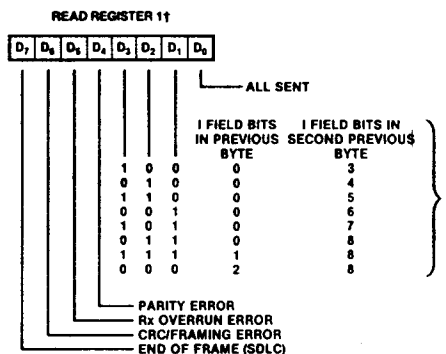 READ REGISTER 1†
D7 D6 D5 D4 D3 D2 D1 D0
ALL SENT
I FIELD BITS IN PREVIOUS BYTE
I FIELD BITS IN SECOND PREVIOUS BYTE
1 0 0 0 3
0 1 0 0 4
1 1 0 0 5
0 0 1 0 6
1 0 1 0 7
0 1 1 0 8
1 1 1 1 8
0 0 0 2 8
PARITY ERROR
Rx OVERRUN ERROR
CRC/FRAMING ERROR
END OF FRAME (SDLC)